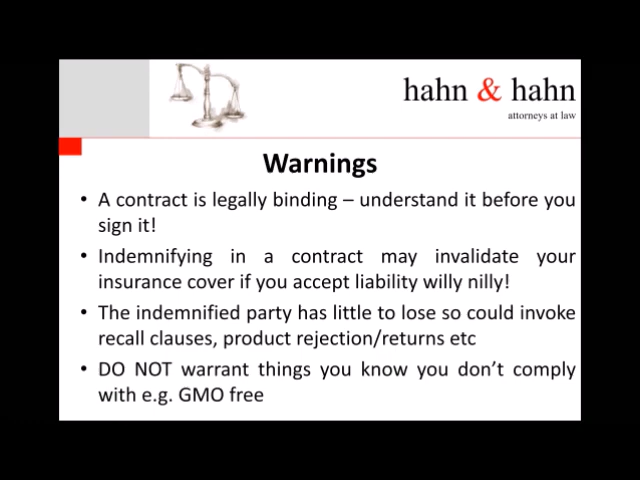 hahn & hahn
attorneys at law
Warnings
• A contract is legally binding – understand it before you
sign it!
• Indemnifying in a contract may invalidate your
insurance cover if you accept liability willy nilly!
• The indemnified party has little to lose so could invoke
recall clauses, product rejection/returns etc
• DO NOT warrant things you know you don't comply
with e.g. GMO free